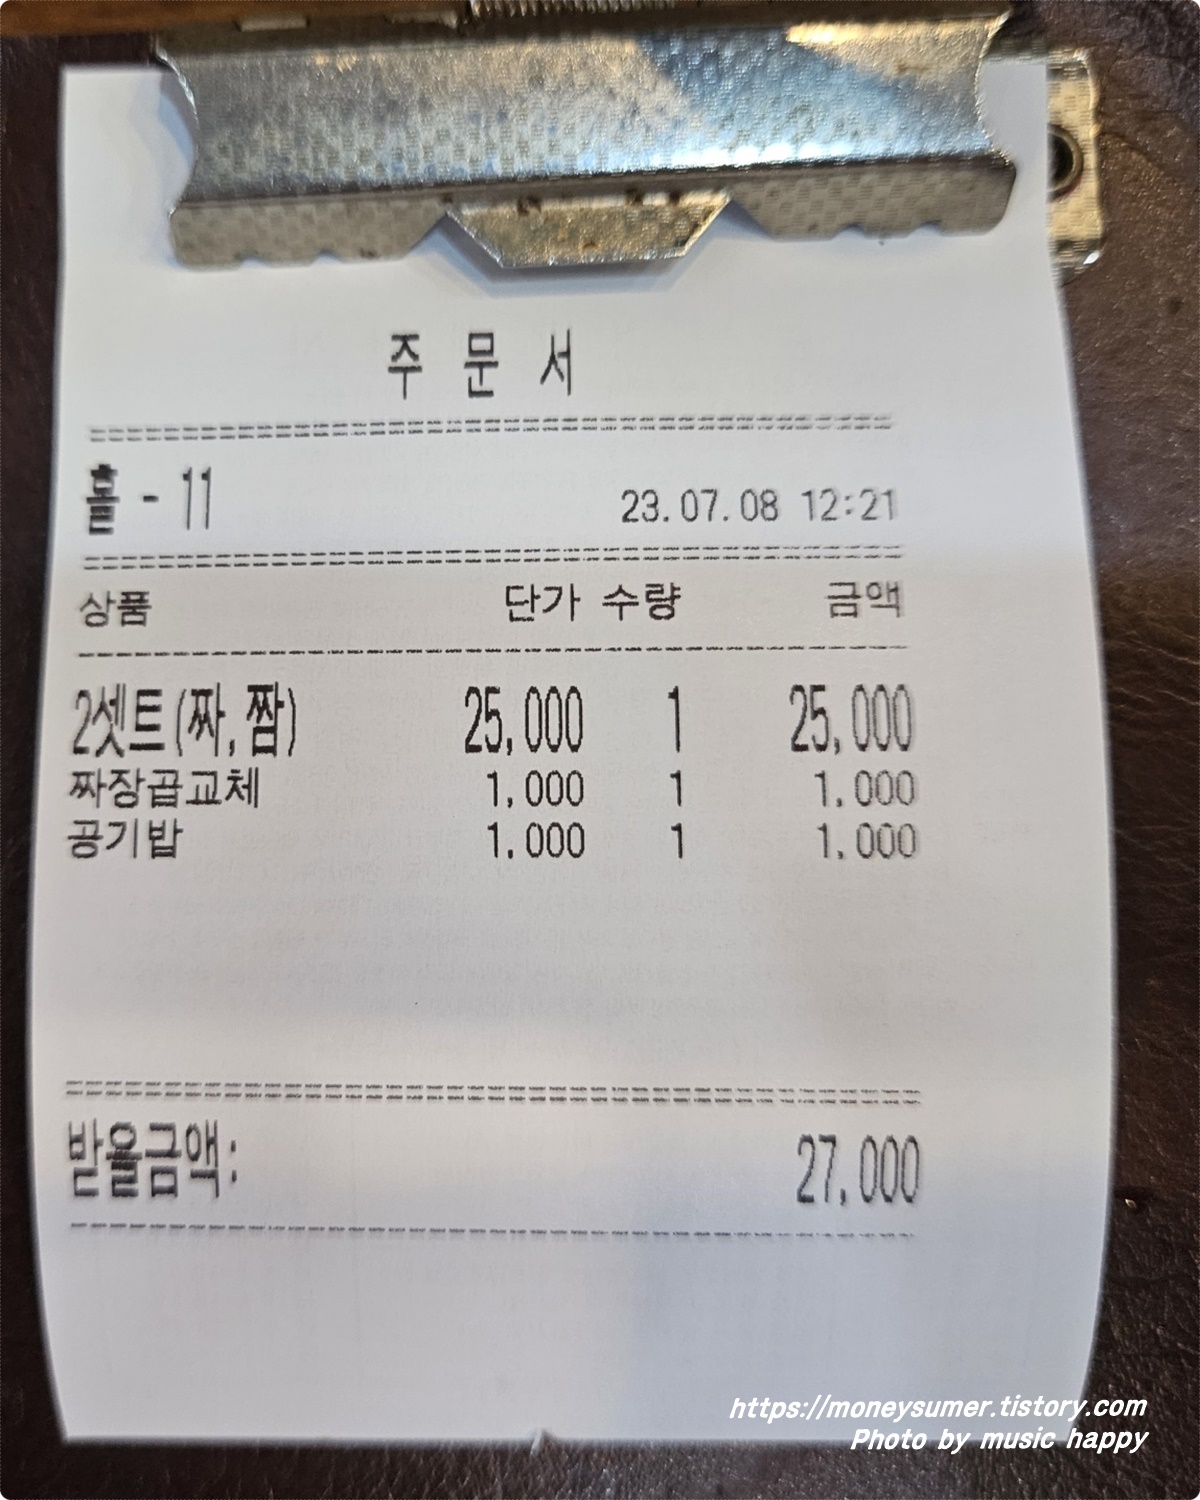 주 문 서
홀 - 11 23.07.08 12:21
상품 단가 수량 금액
2셋트(짜,짬) 25,000 1 25,000
짜장곱교체 1,000 1 1,000
공기밥 1,000 1 1,000
받을금액: 27,000
https://moneysumer.tistory.com
Photo by music happy